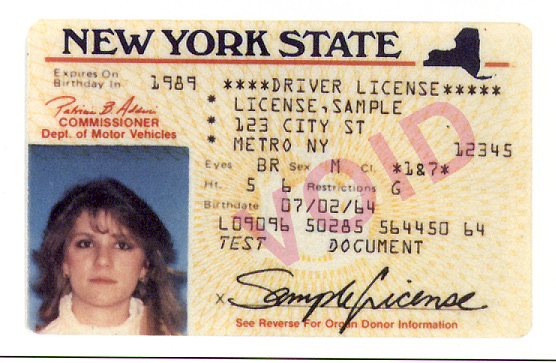 NEW YORK STATE
Expires On
Birthday In 1989
****DRIVER LICENSE*****
* LICENSE,SAMPLE
* 123 CITY ST
* METRO NY 12345
COMMISSIONER
Dept. of Motor Vehicles
Eyes BR Sex M Cl. *1&7*
Ht. 5 6 Restrictions G
Birthdate 07/02/64
L09096 50285 564450 64
TEST DOCUMENT
VOID
X Sample License
See Reverse For Organ Donor Information